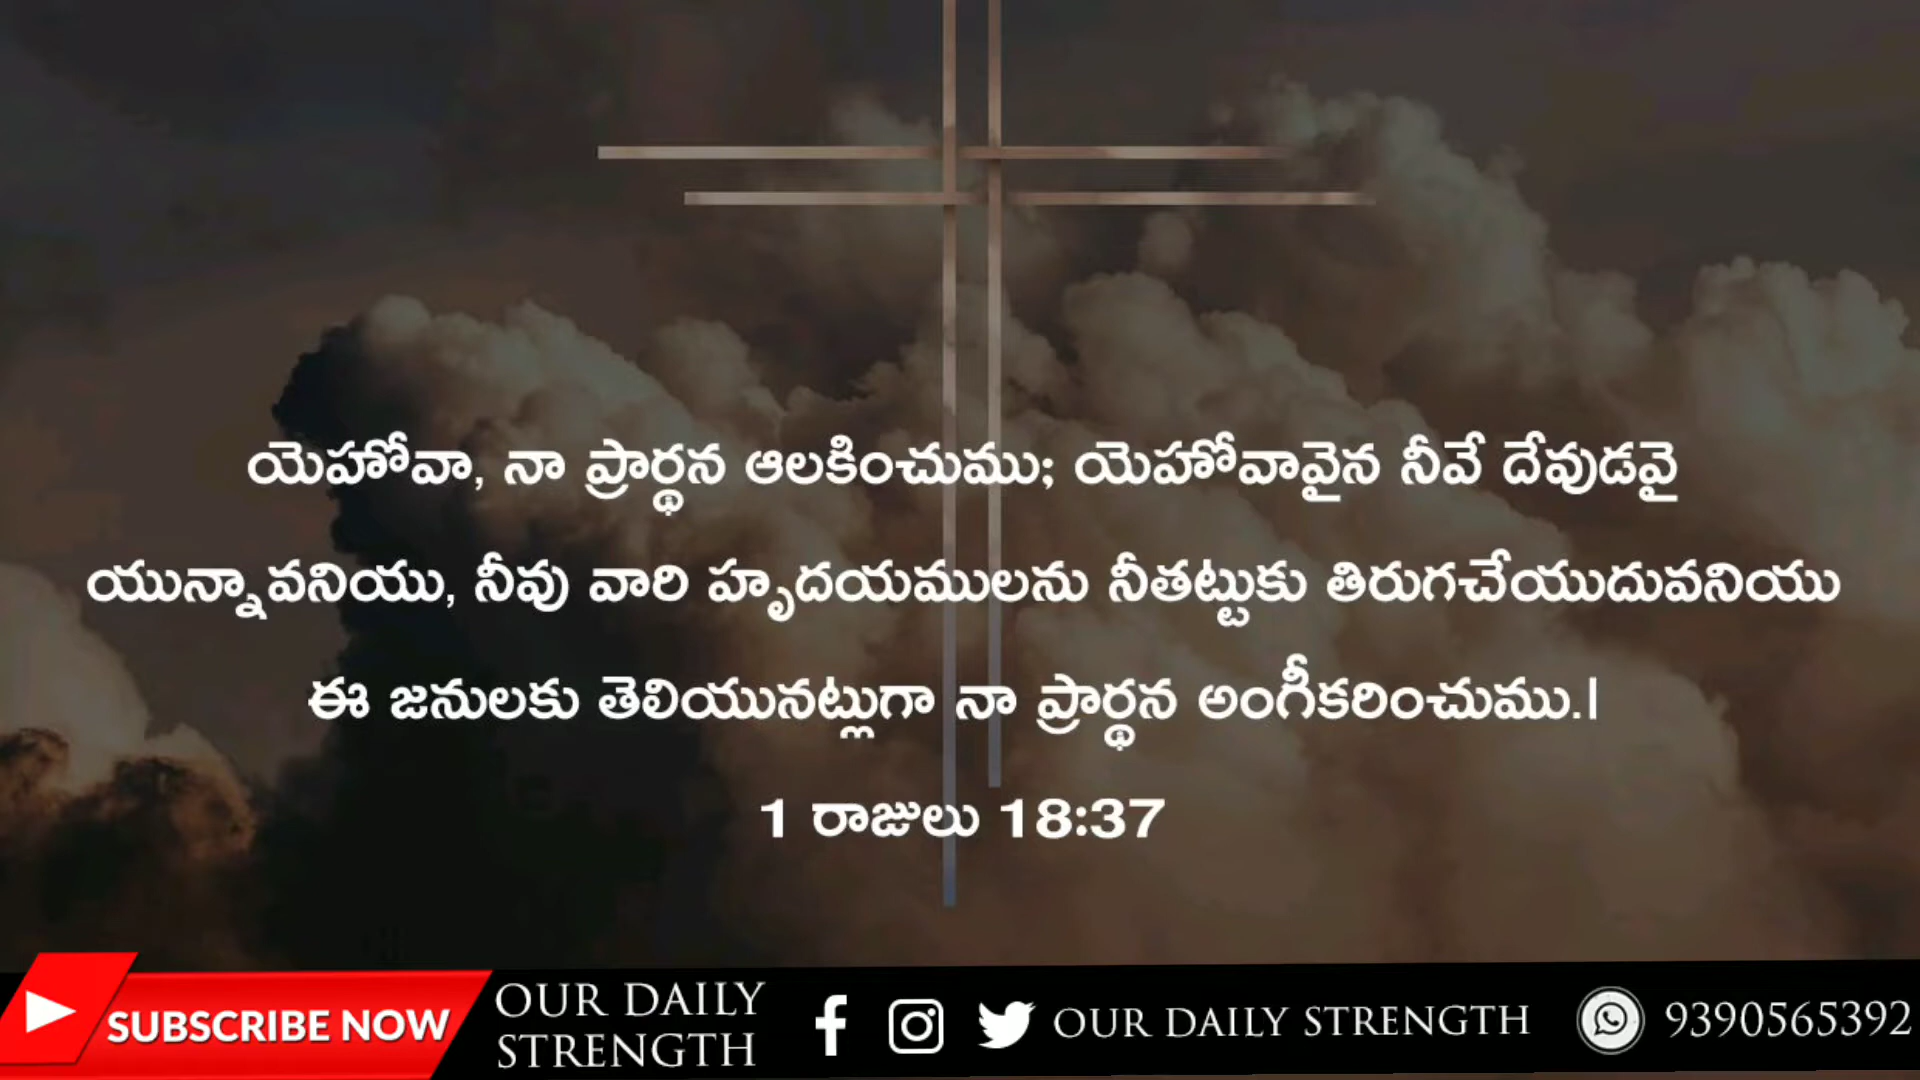 యెహోవా, నా ప్రార్థన ఆలకించుము; యెహోవావైన నీవే దేవుడవై
యున్నావనియు, నీవు వారి హృదయములను నీతట్టుకు తిరుగచేయుదువనియు
ఈ జనులకు తెలియునట్లుగా నా ప్రార్థన అంగీకరించుము.|
1 రాజులు 18:37
SUBSCRIBE NOW
OUR DAILY
STRENGTH
OUR DAILY STRENGTH
9390565392